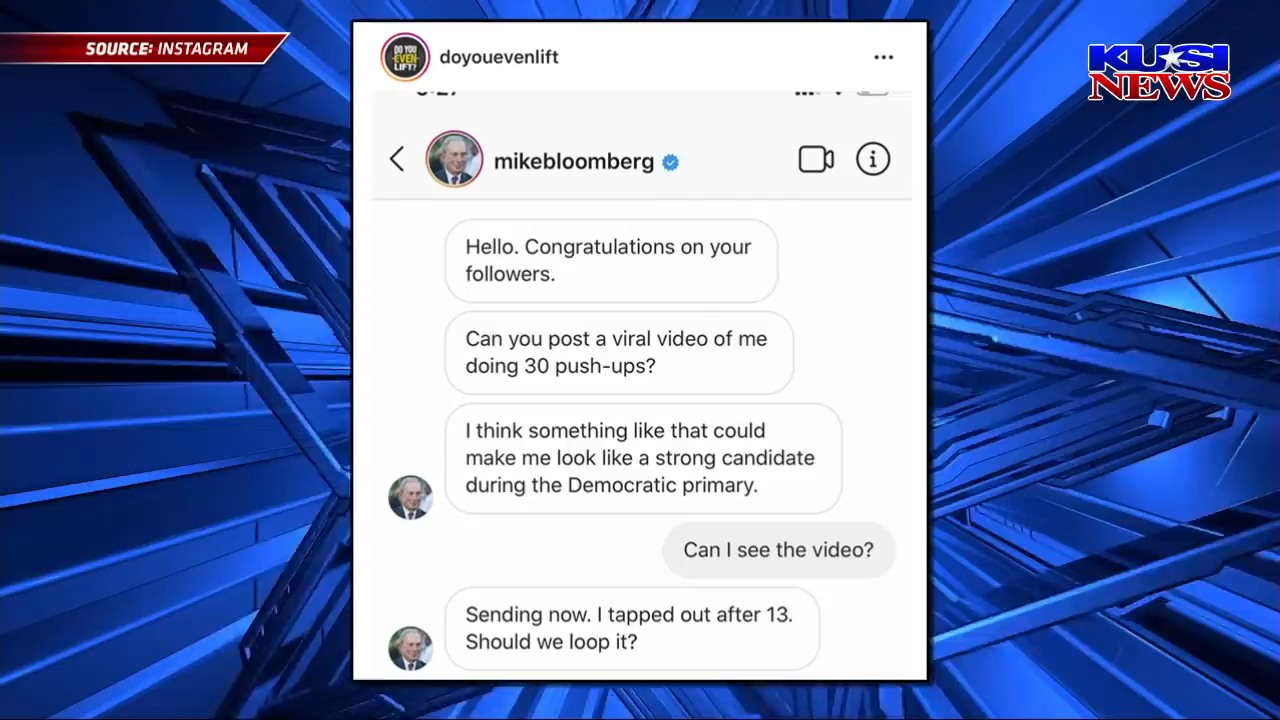 SOURCE: INSTAGRAM
KUSI
NEWS
DO YOU
EVEN
LIFT?
doyouevenlift
mikebloomberg
Hello. Congratulations on your
followers.
Can you post a viral video of me
doing 30 push-ups?
I think something like that could
make me look like a strong candidate
during the Democratic primary.
Can I see the video?
Sending now. I tapped out after 13.
Should we loop it?